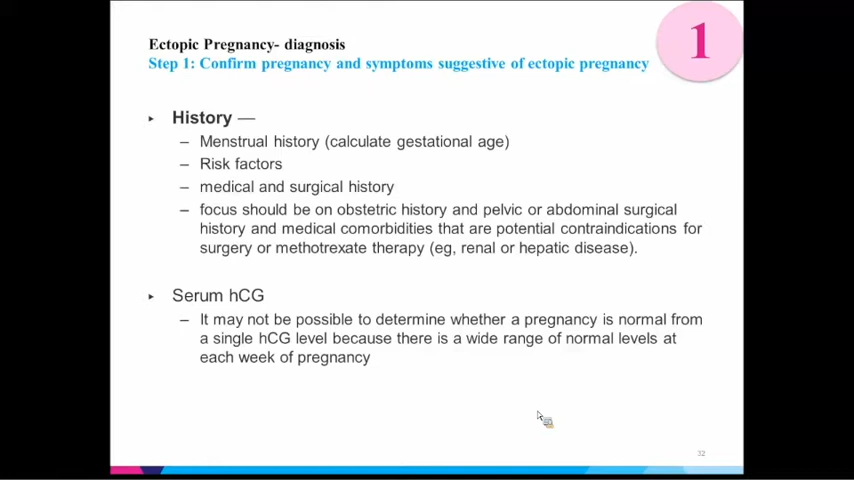 Ectopic Pregnancy- diagnosis
1
Step 1: Confirm pregnancy and symptoms suggestive of ectopic pregnancy
▸ History —
– Menstrual history (calculate gestational age)
– Risk factors
– medical and surgical history
– focus should be on obstetric history and pelvic or abdominal surgical
history and medical comorbidities that are potential contraindications for
surgery or methotrexate therapy (eg, renal or hepatic disease).
▸ Serum hCG
– It may not be possible to determine whether a pregnancy is normal from
a single hCG level because there is a wide range of normal levels at
each week of pregnancy
32